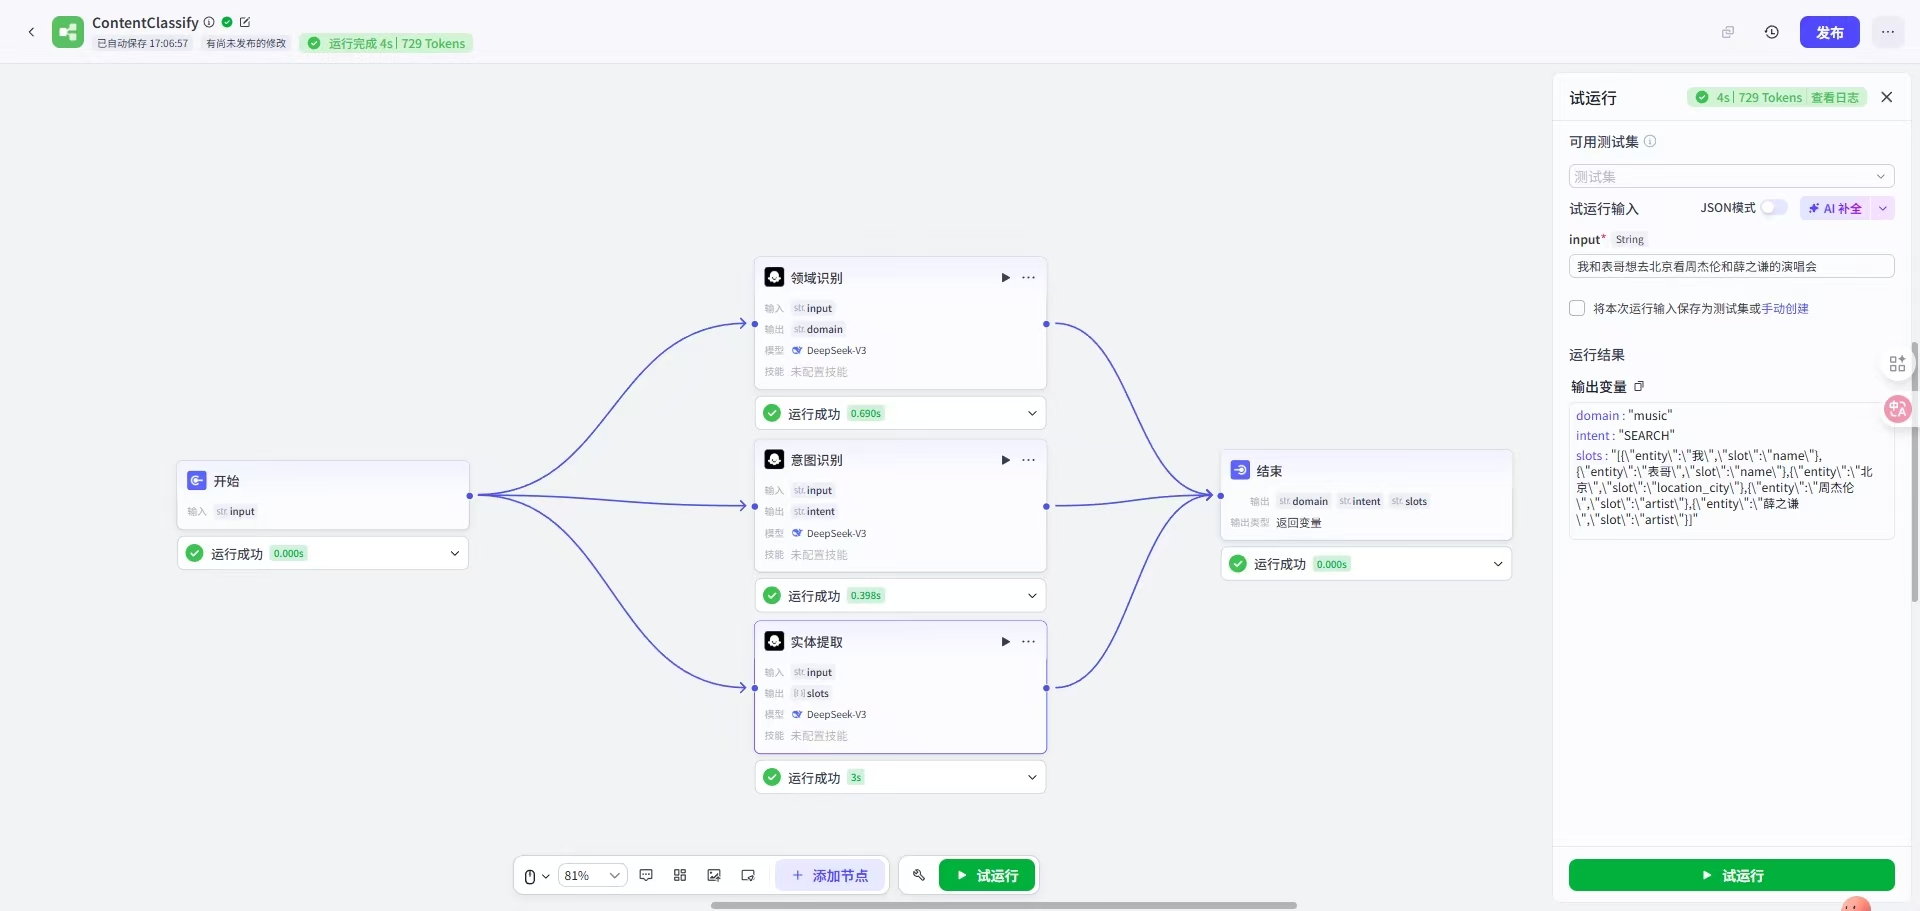 ContentClassify
已自动保存 17:06:57
有尚未发布的修改
运行完成 4s | 729 Tokens
发布
开始
输入 str. input
运行成功 0.000s
领域识别
输入 str. input
输出 str. domain
模型 DeepSeek-V3
技能 未配置技能
运行成功 0.690s
意图识别
输入 str. input
输出 str. intent
模型 DeepSeek-V3
技能 未配置技能
运行成功 0.398s
实体提取
输入 str. input
输出 slots
模型 DeepSeek-V3
技能 未配置技能
运行成功 3s
结束
输出 str. domain str. intent str. slots
输出类型 返回变量
运行成功 0.000s
81%
添加节点
试运行
试运行
4s | 729 Tokens 查看日志
可用测试集
测试集
试运行输入
JSON模式
AI 补全
input* String
我和表哥想去北京看周杰伦和薛之谦的演唱会
将本次运行输入保存为测试集或手动创建
运行结果
输出变量
domain : "music"
intent : "SEARCH"
slots : "[{\"entity\":\"我\",\"slot\":\"name\"},
{\"entity\":\"表哥\",\"slot\":\"name\"},{\"entity\":\"北
京\",\"slot\":\"location_city\"},{\"entity\":\"周杰伦
\",\"slot\":\"artist\"},{\"entity\":\"薛之谦
\",\"slot\":\"artist\"}]"
试运行